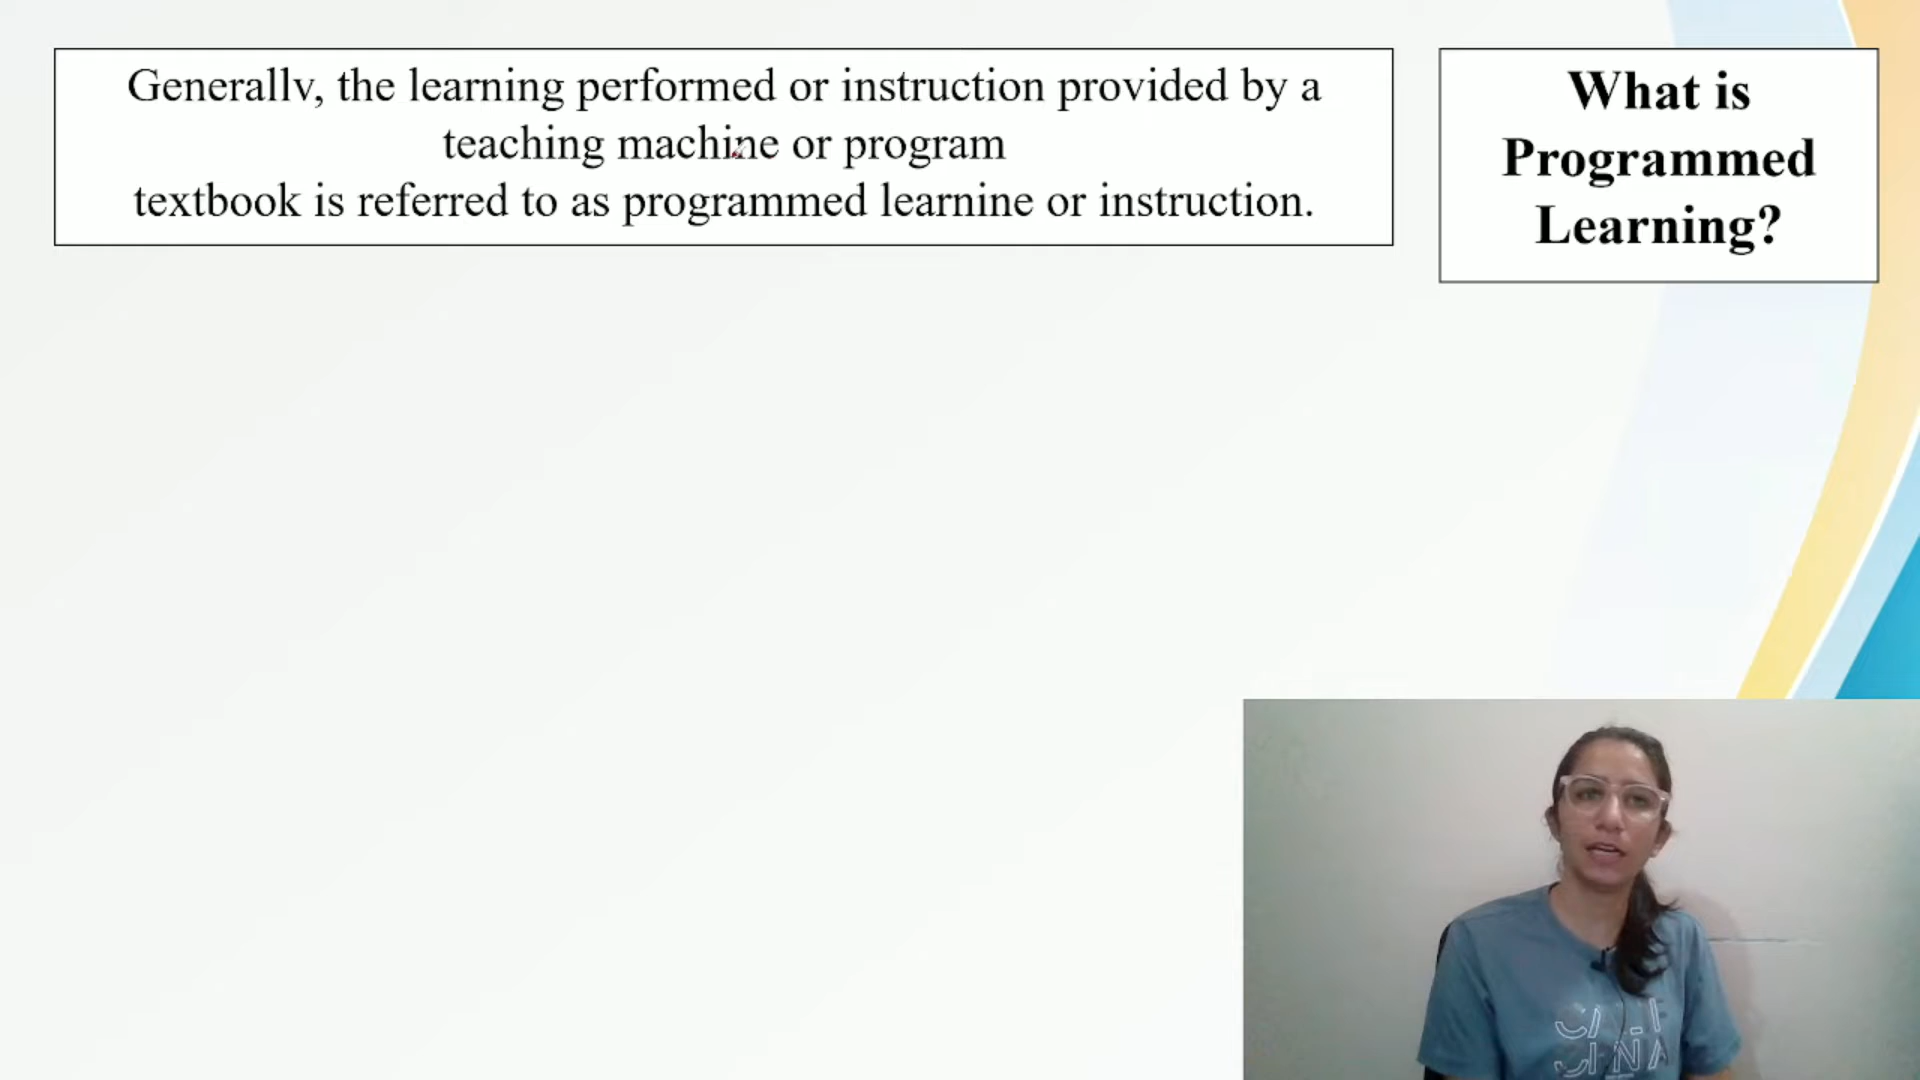 Generallv, the learning performed or instruction provided by a
teaching machine or program
textbook is referred to as programmed learnine or instruction.
What is
Programmed
Learning?